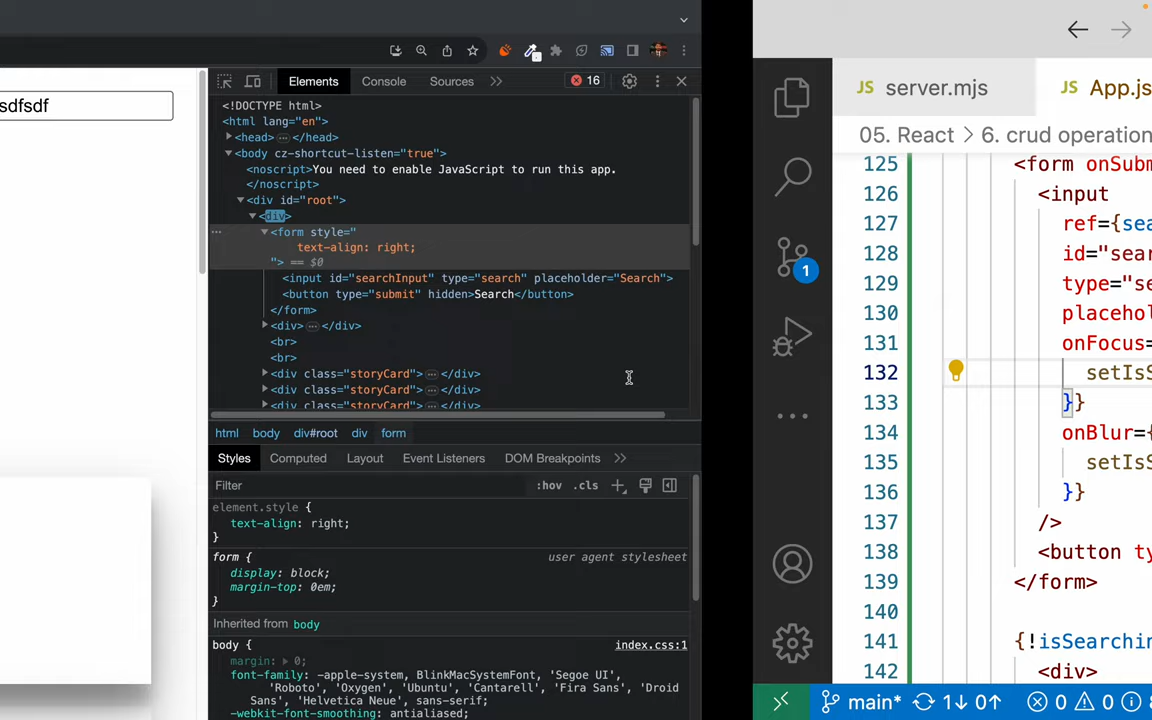 sdfsdf
Elements
Console
Sources
16
<!DOCTYPE html>
<html lang="en">
<head> … </head>
<body cz-shortcut-listen="true">
<noscript>You need to enable JavaScript to run this app.
</noscript>
<div id="root">
<div>
<form style="
text-align: right;
"> == $0
<input id="searchInput" type="search" placeholder="Search">
<button type="submit" hidden>Search</button>
</form>
<div> … </div>
<br>
<br>
<div class="storyCard"> … </div>
<div class="storyCard"> … </div>
<div class="storyCard"> … </div>
html body div#root div form
Styles Computed Layout Event Listeners DOM Breakpoints
Filter :hov .cls
element.style {
text-align: right;
}
form { user agent stylesheet
display: block;
margin-top: 0em;
}
Inherited from body
body { index.css:1
margin: 0;
font-family: -apple-system, BlinkMacSystemFont, 'Segoe UI',
'Roboto', 'Oxygen', 'Ubuntu', 'Cantarell', 'Fira Sans', 'Droid
Sans', 'Helvetica Neue', sans-serif;
-webkit-font-smoothing: antialiased;
JS server.mjs JS App.js
05. React > 6. crud operation
125 <form onSubm
126 <input
127 ref={sea
128 id="sear
129 type="se
130 placehol
131 onFocus=
132 setIsS
133 }}
134 onBlur={
135 setIsS
136 }}
137 />
138 <button ty
139 </form>
140
141 {!isSearchin
142 <div>
1
main* 1↓ 0↑ 0 0